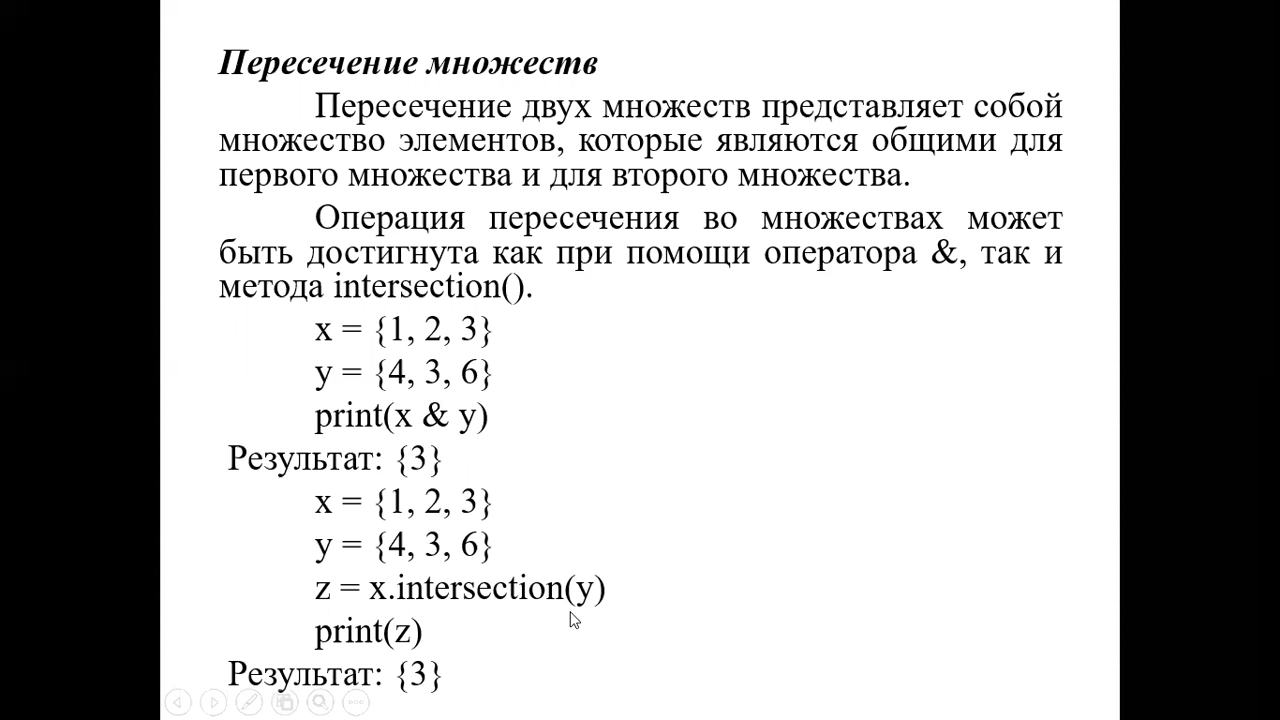 Пересечение множеств
Пересечение двух множеств представляет собой
множество элементов, которые являются общими для
первого множества и для второго множества.
Операция пересечения во множествах может
быть достигнута как при помощи оператора &, так и
метода intersection().
x = {1, 2, 3}
y = {4, 3, 6}
print(x & y)
Результат: {3}
x = {1, 2, 3}
y = {4, 3, 6}
z = x.intersection(y)
print(z)
Результат: {3}